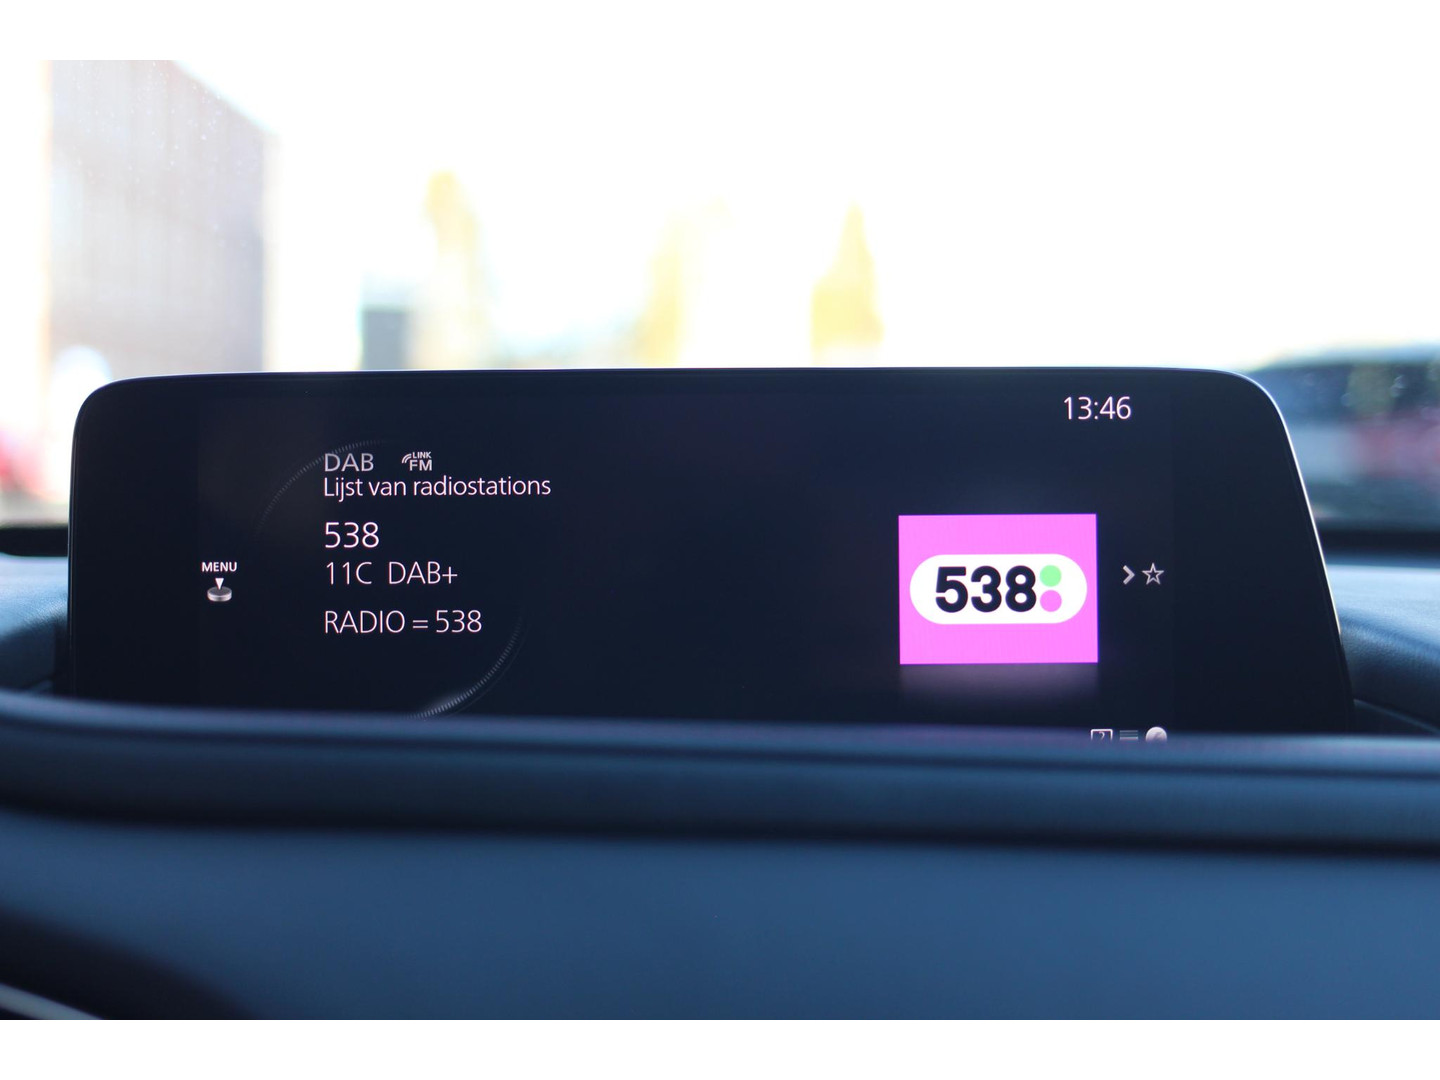 13:46
DAB LINK FM
Lijst van radiostations
538
11C DAB+
RADIO = 538
MENU
538
?